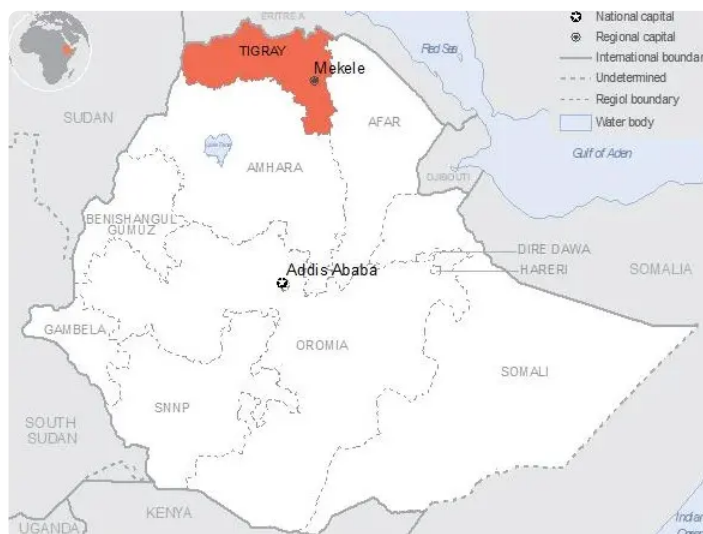 National capital
Regional capital
International boundary
Undetermined
Regiol boundary
Water body
ERITREA
TIGRAY
Red Sea
Mekele
SUDAN
AFAR
Gulf of Aden
AMHARA
DJIBOUTI
BENISHANGUL
GUMUZ
DIRE DAWA
Addis Ababa
HARERI
SOMALIA
GAMBELA
OROMIA
SOMALI
SNNP
SOUTH
SUDAN
KENYA
Indian
UGANDA